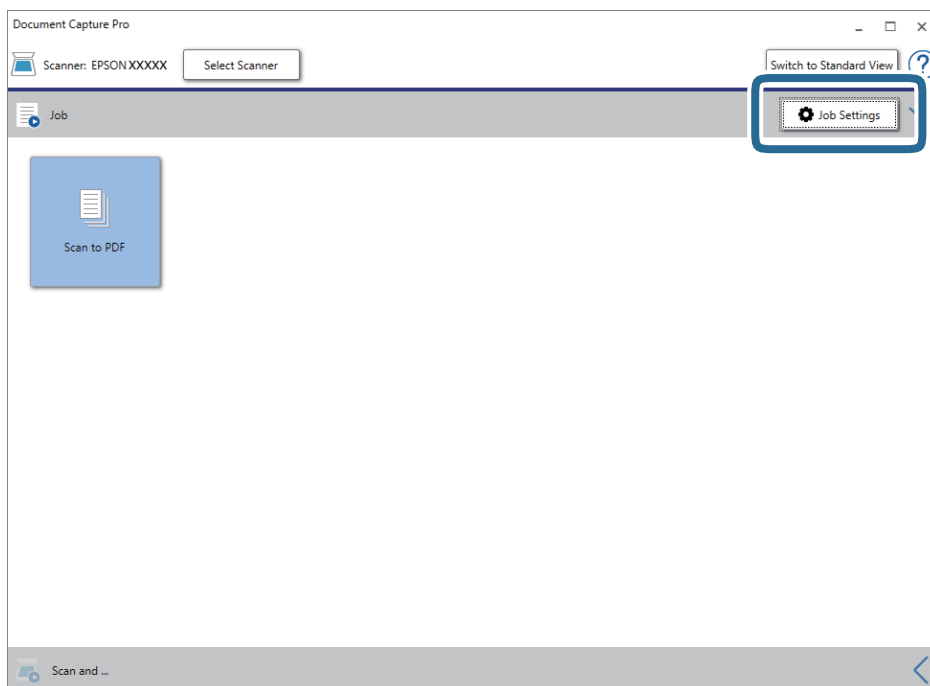 Document Capture Pro
Scanner: EPSON XXXXX Select Scanner Switch to Standard View ?
Job Job Settings
Scan to PDF
Scan and ...